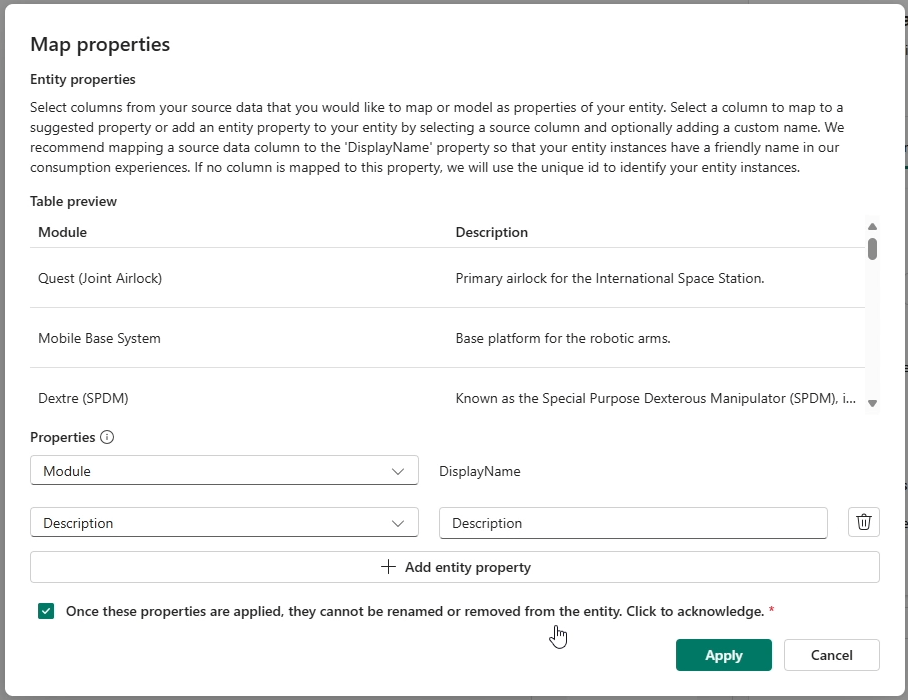 Map properties
Entity properties
Select columns from your source data that you would like to map or model as properties of your entity. Select a column to map to a
suggested property or add an entity property to your entity by selecting a source column and optionally adding a custom name. We
recommend mapping a source data column to the 'DisplayName' property so that your entity instances have a friendly name in our
consumption experiences. If no column is mapped to this property, we will use the unique id to identify your entity instances.
Table preview
Module Description
Quest (Joint Airlock) Primary airlock for the International Space Station.
Mobile Base System Base platform for the robotic arms.
Dextre (SPDM) Known as the Special Purpose Dexterous Manipulator (SPDM), i...
Properties
Module DisplayName
Description Description
Add entity property
Once these properties are applied, they cannot be renamed or removed from the entity. Click to acknowledge. *
Apply Cancel